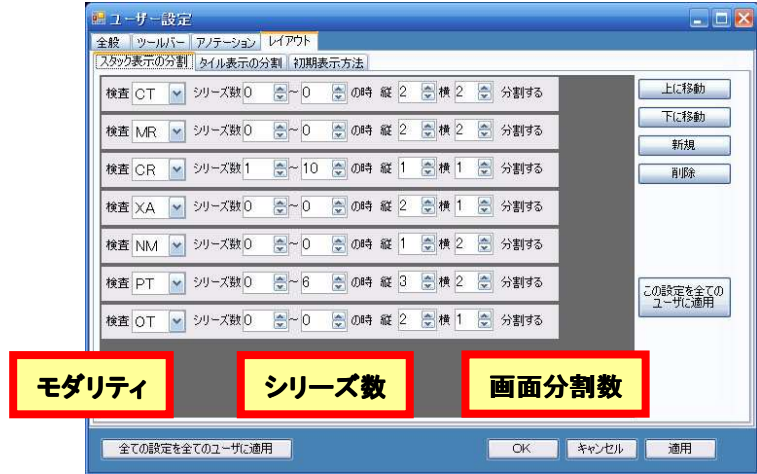 ユーザー設定
全般 ツールバー アノテーション レイアウト
スタック表示の分割 タイル表示の分割 初期表示方法
検査 CT シリーズ数 0 ～ 0 の時 縦 2 横 2 分割する
検査 MR シリーズ数 0 ～ 0 の時 縦 2 横 2 分割する
検査 CR シリーズ数 1 ～ 10 の時 縦 1 横 1 分割する
検査 XA シリーズ数 0 ～ 0 の時 縦 2 横 1 分割する
検査 NM シリーズ数 0 ～ 0 の時 縦 1 横 2 分割する
検査 PT シリーズ数 0 ～ 6 の時 縦 3 横 2 分割する
検査 OT シリーズ数 0 ～ 0 の時 縦 2 横 1 分割する
上に移動
下に移動
新規
削除
この設定を全ての
ユーザに適用
モダリティ シリーズ数 画面分割数
全ての設定を全てのユーザに適用 OK キャンセル 適用